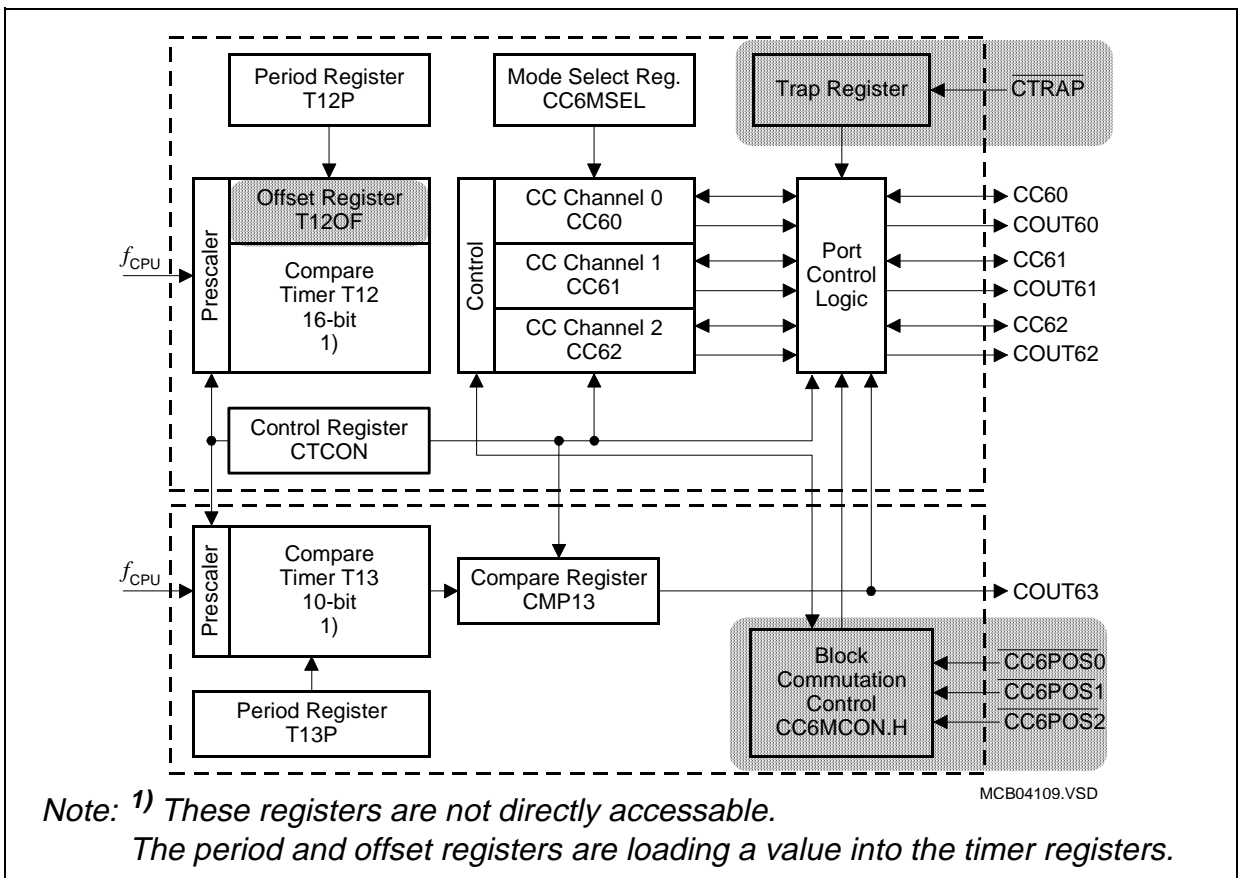 Period Register
T12P
Mode Select Reg.
CC6MSEL
Trap Register
CTRAP
Prescaler
Offset Register
T12OF
Compare
Timer T12
16-bit
1)
fCPU
Control
CC Channel 0
CC60
CC Channel 1
CC61
CC Channel 2
CC62
Port
Control
Logic
CC60
COUT60
CC61
COUT61
CC62
COUT62
Control Register
CTCON
fCPU
Prescaler
Compare
Timer T13
10-bit
1)
Compare Register
CMP13
COUT63
Period Register
T13P
Block
Commutation
Control
CC6MCON.H
CC6POS0
CC6POS1
CC6POS2
MCB04109.VSD
Note: 1) These registers are not directly accessable.
The period and offset registers are loading a value into the timer registers.